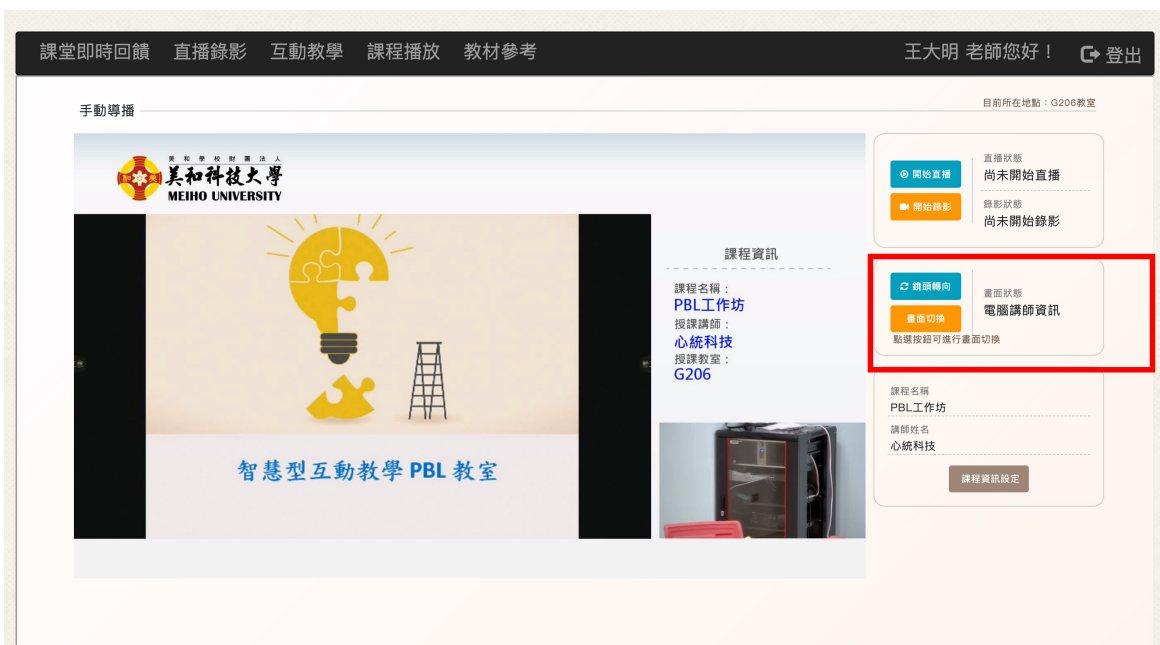 課堂即時回饋 直播錄影 互動教學 課程播放 教材參考 王大明 老師您好！ 登出
手動導播
目前所在地點：G206教室
美和學校財團法人
美和科技大學
MEIHO UNIVERSITY
智慧型互動教學 PBL 教室
課程資訊
課程名稱：
PBL工作坊
授課講師：
心統科技
授課教室：
G206
開始直播
直播狀態
尚未開始直播
開始錄影
錄影狀態
尚未開始錄影
鏡頭轉向
畫面狀態
電腦講師資訊
畫面切換
點選按鈕可進行畫面切換
課程名稱
PBL工作坊
講師姓名
心統科技
課程資訊設定